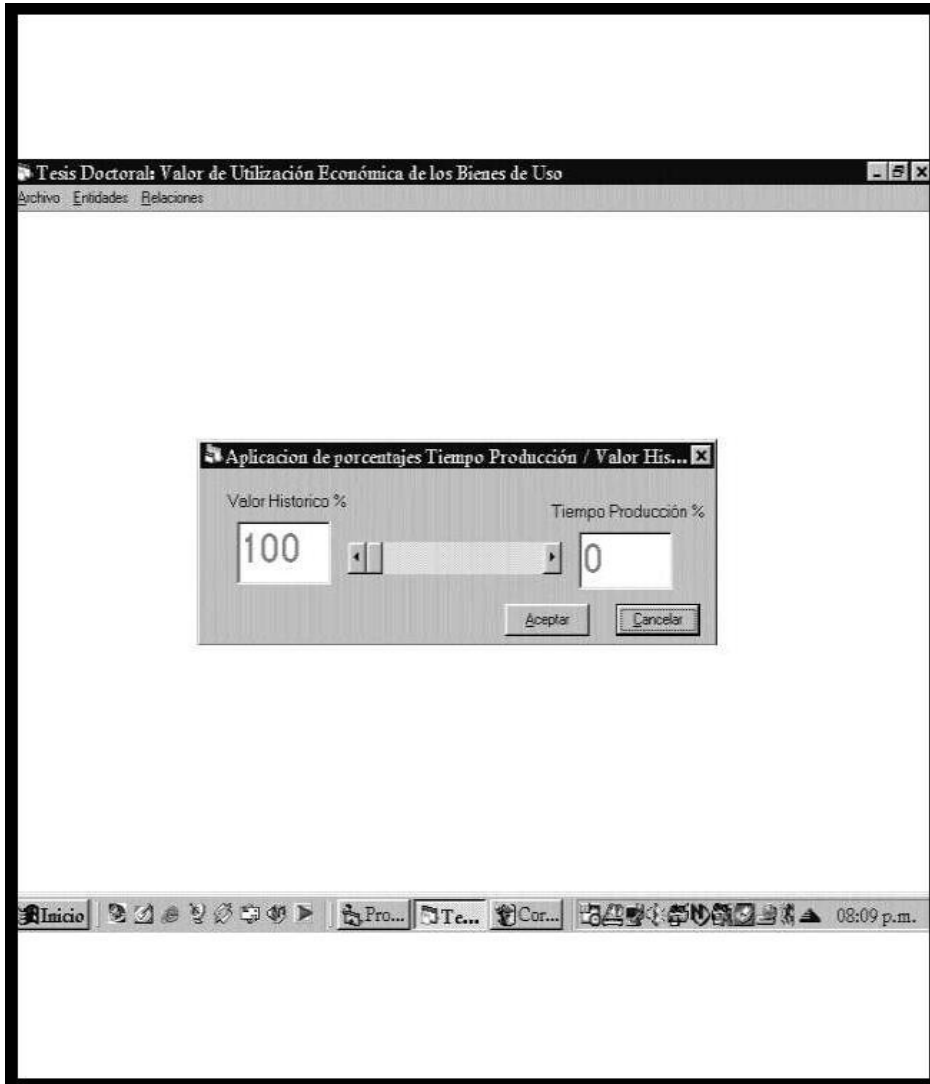 Tesis Doctoral: Valor de Utilización Económica de los Bienes de Uso
Archivo Entidades Relaciones
Aplicacion de porcentajes Tiempo Producción / Valor His...
Valor Historico %
Tiempo Producción %
100
0
Aceptar Cancelar
Inicio Pro... Te... Cor... 08:09 p.m.